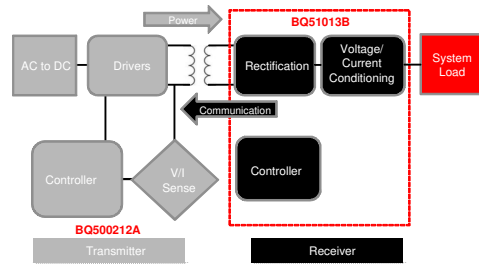 Power
BQ51013B
AC to DC
Drivers
Rectification
Voltage/
Current
Conditioning
System
Load
Communication
Controller
V/I
Sense
Controller
BQ500212A
Transmitter
Receiver